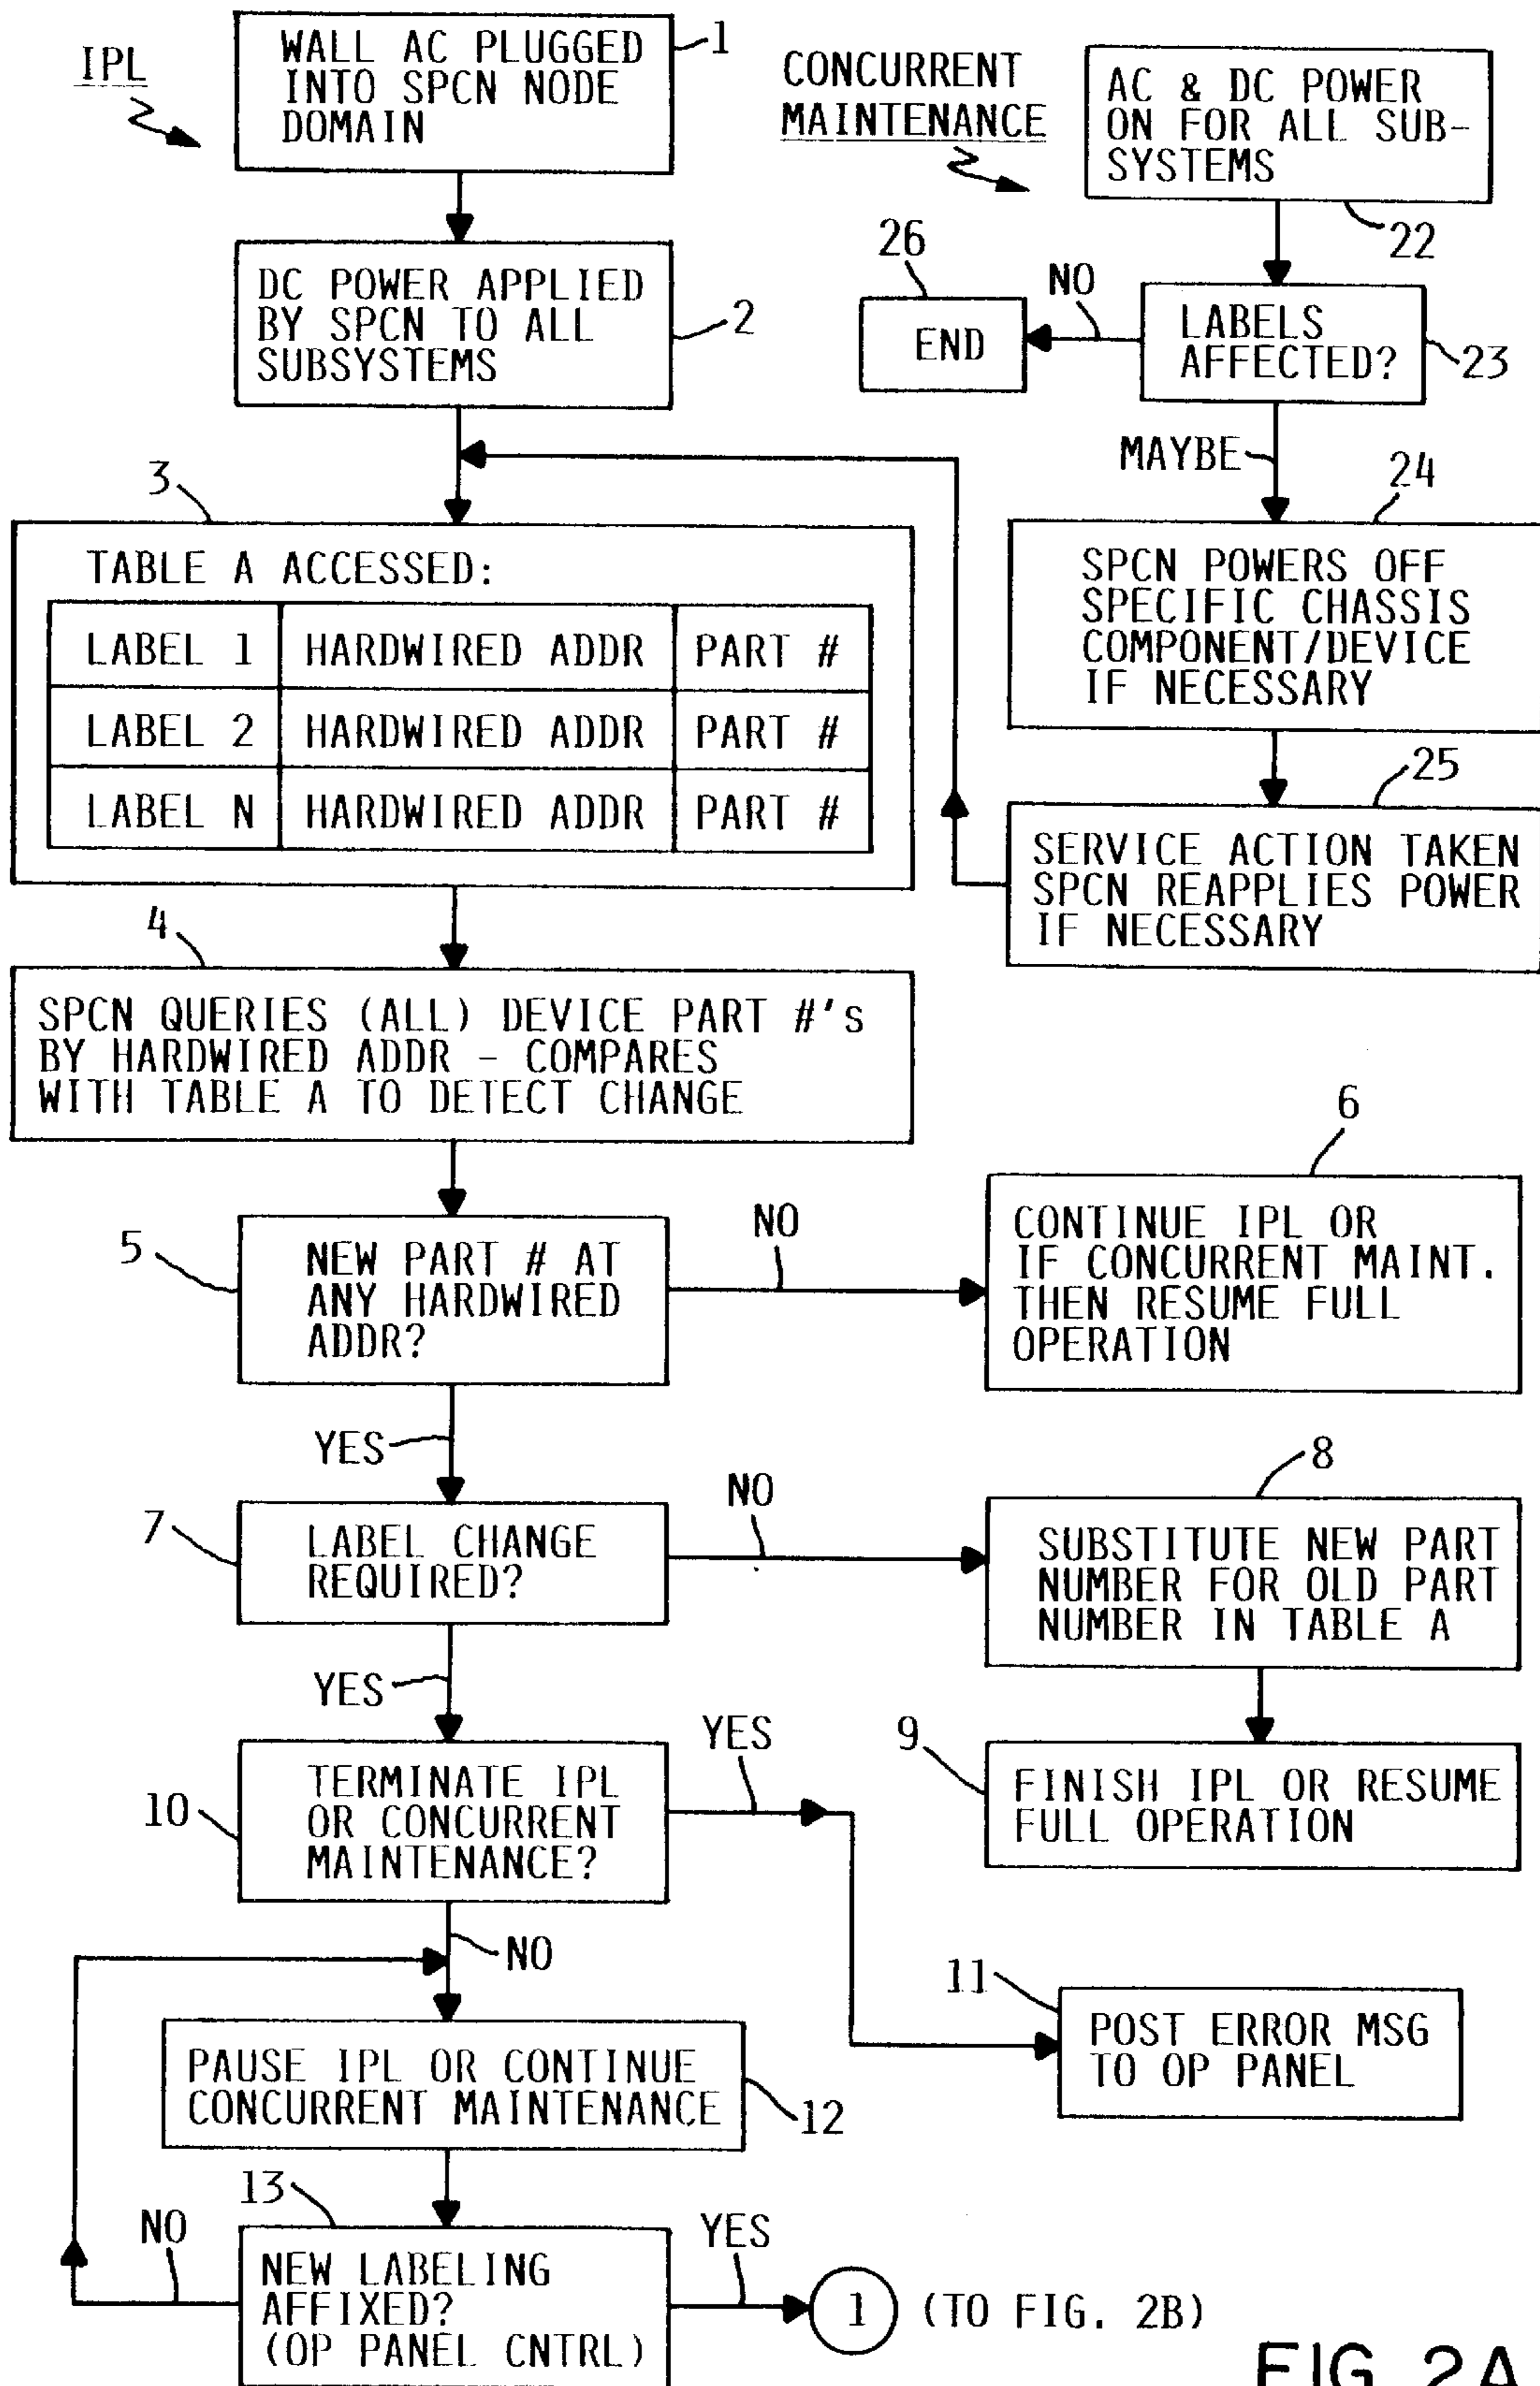 IPL
WALL AC PLUGGED
INTO SPCN NODE
DOMAIN
1
CONCURRENT
MAINTENANCE
AC & DC POWER
ON FOR ALL SUB-
SYSTEMS
22
DC POWER APPLIED
BY SPCN TO ALL
SUBSYSTEMS
2
26
END
NO
LABELS
AFFECTED?
23
MAYBE
24
SPCN POWERS OFF
SPECIFIC CHASSIS
COMPONENT/DEVICE
IF NECESSARY
25
SERVICE ACTION TAKEN
SPCN REAPPLIES POWER
IF NECESSARY
3
TABLE A ACCESSED:
LABEL 1 HARDWIRED ADDR PART #
LABEL 2 HARDWIRED ADDR PART #
LABEL N HARDWIRED ADDR PART #
4
SPCN QUERIES (ALL) DEVICE PART #'s
BY HARDWIRED ADDR - COMPARES
WITH TABLE A TO DETECT CHANGE
5
NEW PART # AT
ANY HARDWIRED
ADDR?
NO
6
CONTINUE IPL OR
IF CONCURRENT MAINT.
THEN RESUME FULL
OPERATION
YES
7
LABEL CHANGE
REQUIRED?
NO
8
SUBSTITUTE NEW PART
NUMBER FOR OLD PART
NUMBER IN TABLE A
YES
9
FINISH IPL OR RESUME
FULL OPERATION
10
TERMINATE IPL
OR CONCURRENT
MAINTENANCE?
YES
NO
11
POST ERROR MSG
TO OP PANEL
PAUSE IPL OR CONTINUE
CONCURRENT MAINTENANCE
12
13
NO
NEW LABELING
AFFIXED?
(OP PANEL CNTRL)
YES
1 (TO FIG. 2B)
FIG. 2A